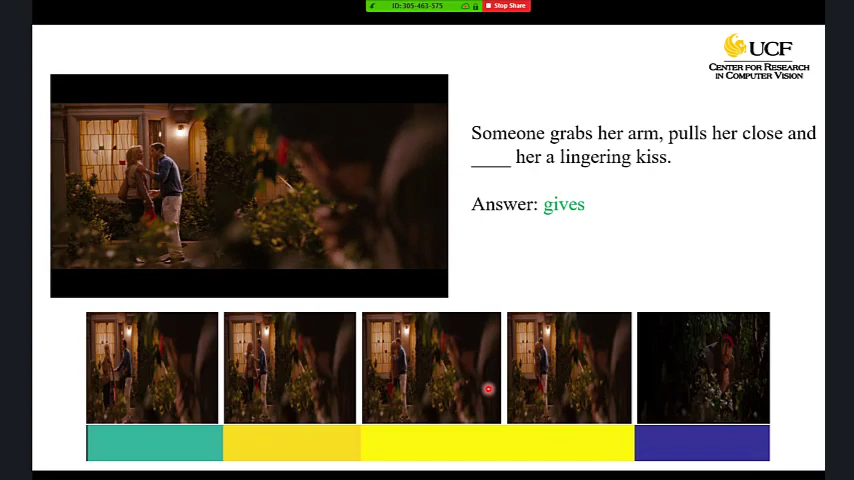 ID: 305-463-575
Stop Share
UCF
CENTER FOR RESEARCH
IN COMPUTER VISION
Someone grabs her arm, pulls her close and
____ her a lingering kiss.
Answer: gives